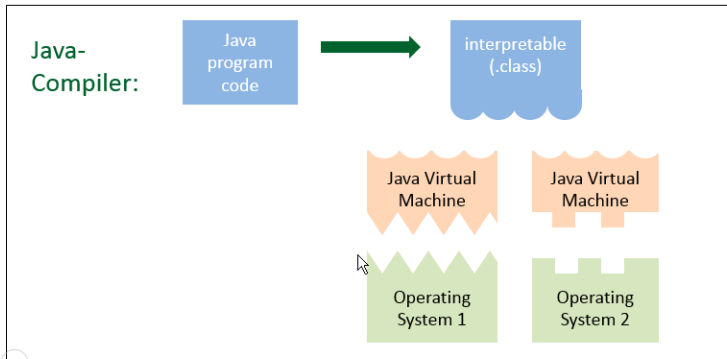 Java-
Compiler:
Java
program
code
interpretable
(.class)
Java Virtual
Machine
Java Virtual
Machine
Operating
System 1
Operating
System 2